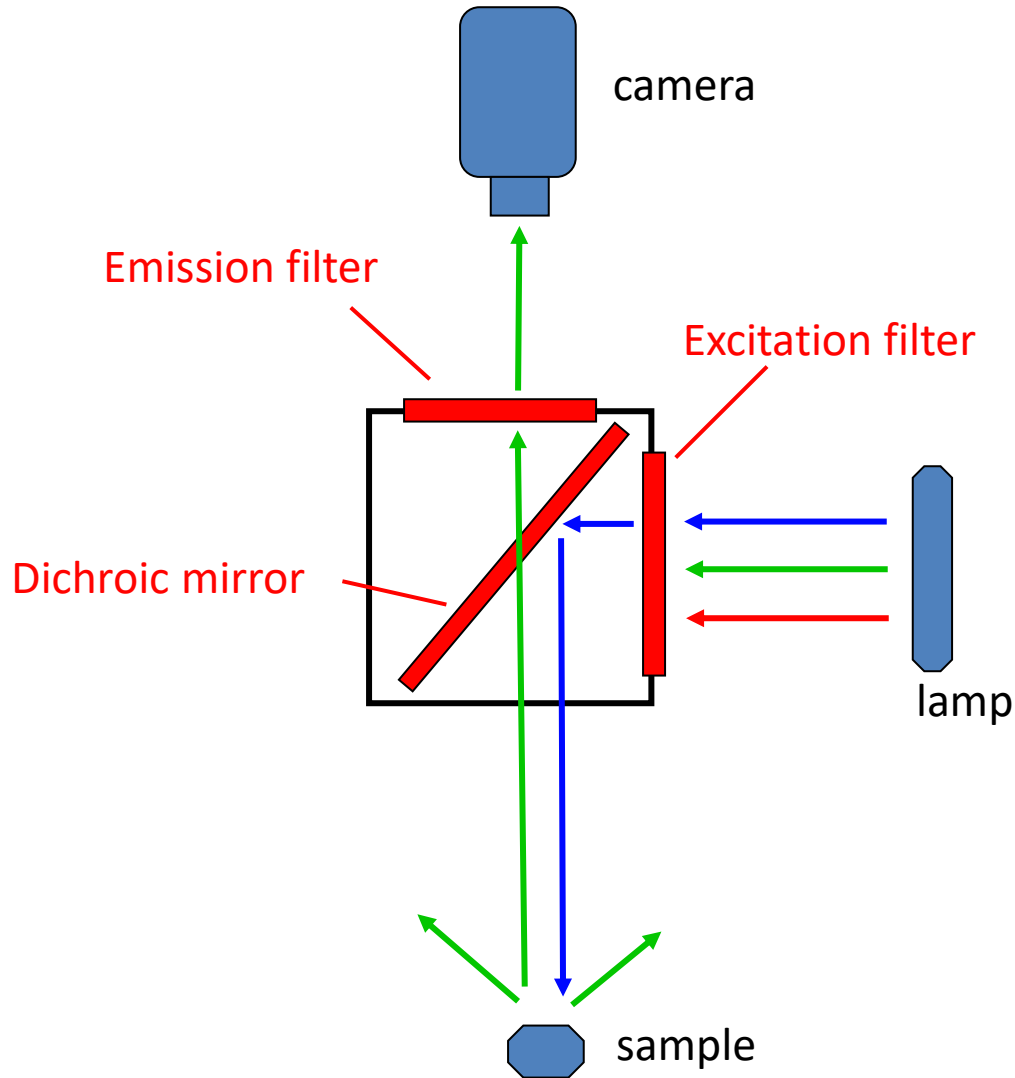 camera
Emission filter
Excitation filter
Dichroic mirror
lamp
sample